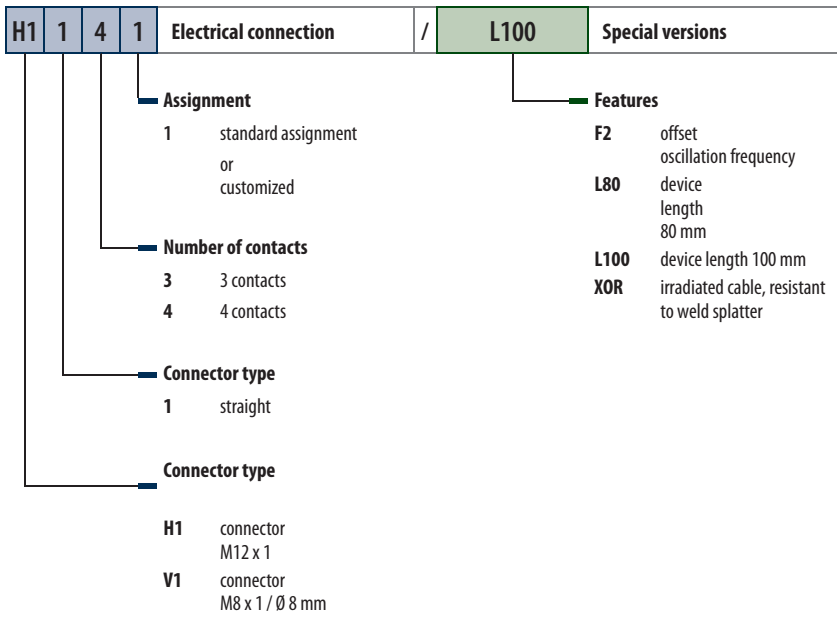 H1 1 4 1 Electrical connection / L100 Special versions
Assignment
1 standard assignment
or
customized
Number of contacts
3 3 contacts
4 4 contacts
Connector type
1 straight
Connector type
H1 connector
M12 x 1
V1 connector
M8 x 1 / Ø 8 mm
Features
F2 offset
oscillation frequency
L80 device
length
80 mm
L100 device length 100 mm
XOR irradiated cable, resistant
to weld splatter